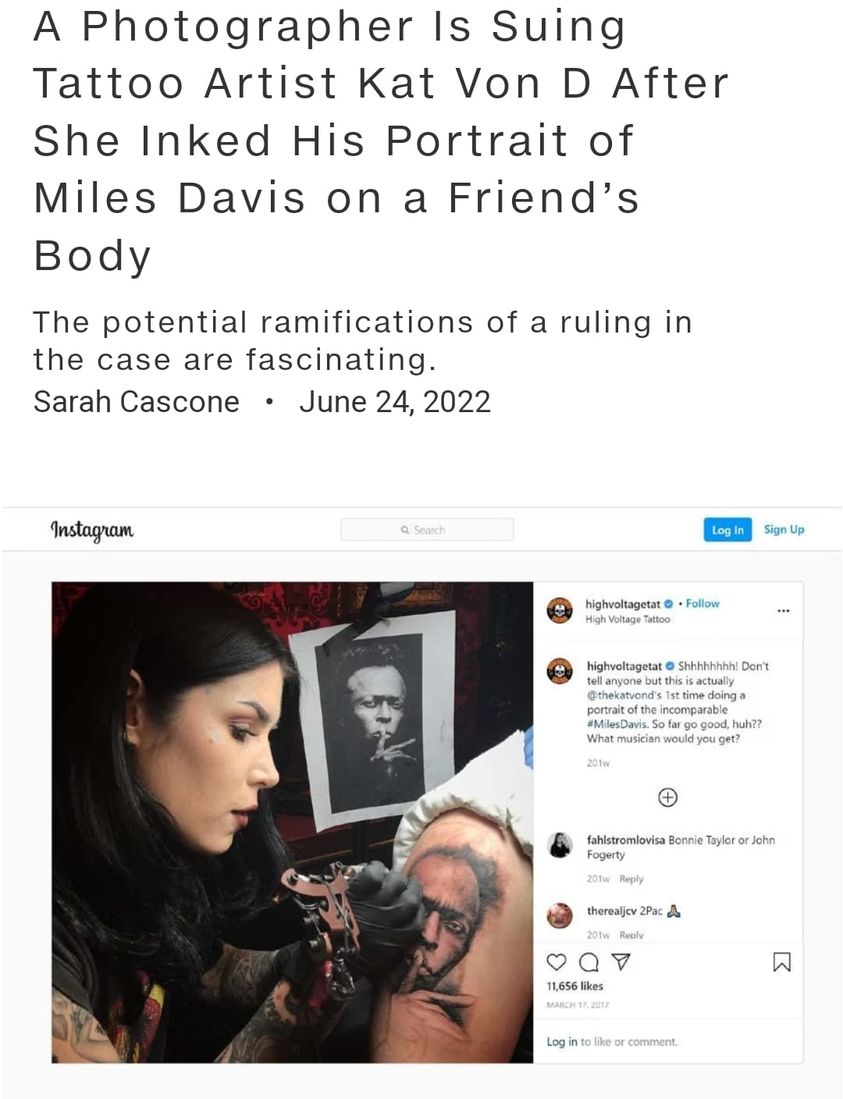 A Photographer Is Suing
Tattoo Artist Kat Von D After
She Inked His Portrait of
Miles Davis on a Friend’s
Body
The potential ramifications of a ruling in
the case are fascinating.
Sarah Cascone • June 24, 2022
Instagram
Search
Log In
Sign Up
highvoltagetat • Follow
High Voltage Tattoo
highvoltagetat Shhhhhhhh! Don't
tell anyone but this is actually
@thekatvond's 1st time doing a
portrait of the incomparable
#MilesDavis. So far go good, huh??
What musician would you get?
201w
fahlstromlovisa Bonnie Taylor or John
Fogerty
201w Reply
therealjcv 2Pac 🙏
201w Reply
11,656 likes
MARCH 17, 2017
Log in to like or comment.